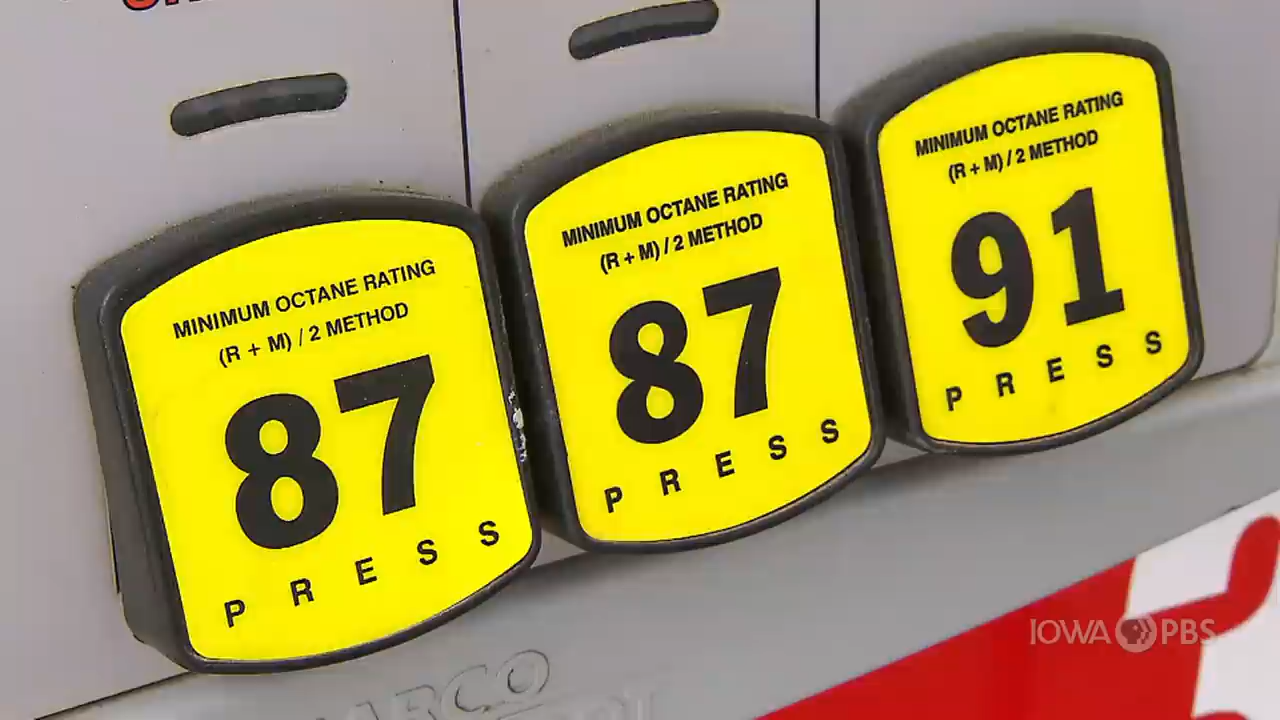 MINIMUM OCTANE RATING
(R + M) / 2 METHOD
87
PRESS
MINIMUM OCTANE RATING
(R + M) / 2 METHOD
87
PRESS
MINIMUM OCTANE RATING
(R + M) / 2 METHOD
91
PRESS
IOWA PBS